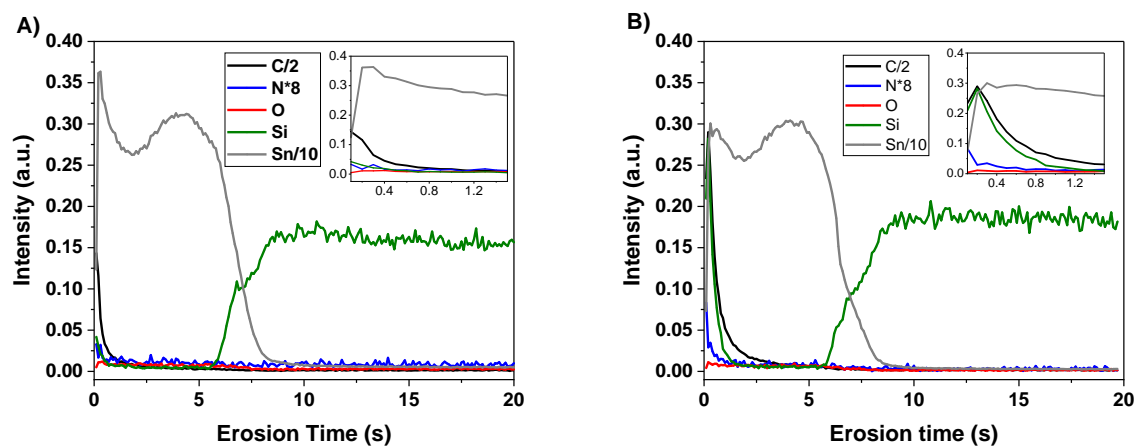 A)
0.40
0.35
0.30
0.25
0.20
0.15
0.10
0.05
0.00
Intensity (a.u.)
0 5 10 15 20
Erosion Time (s)
C/2
N*8
O
Si
Sn/10
0.4
0.3
0.2
0.1
0.0
0.4 0.8 1.2
B)
0.40
0.35
0.30
0.25
0.20
0.15
0.10
0.05
0.00
Intensity (a.u.)
0 5 10 15 20
Erosion time (s)
C/2
N*8
O
Si
Sn/10
0.4
0.3
0.2
0.1
0.0
0.4 0.8 1.2